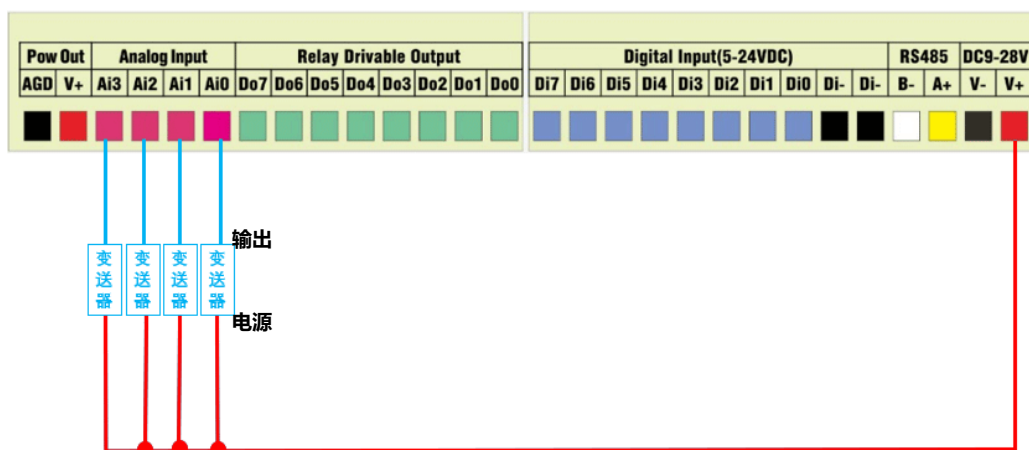 Pow Out Analog Input Relay Drivable Output Digital Input(5-24VDC) RS485 DC9-28V
AGD V+ Ai3 Ai2 Ai1 Ai0 Do7 Do6 Do5 Do4 Do3 Do2 Do1 Do0 Di7 Di6 Di5 Di4 Di3 Di2 Di1 Di0 Di- Di- B- A+ V- V+
输出
变送器 变送器 变送器 变送器
电源